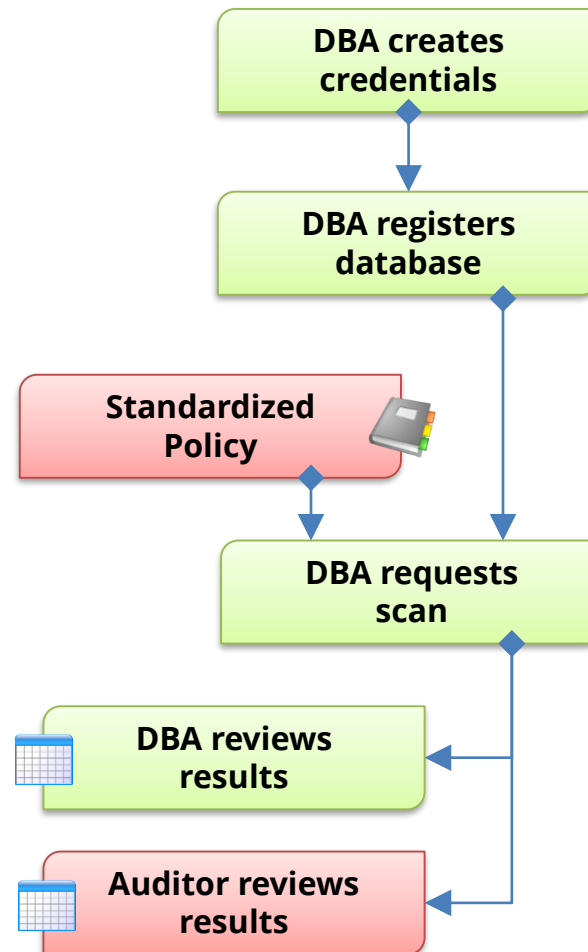 DBA creates
credentials
DBA registers
database
Standardized
Policy
DBA requests
scan
DBA reviews
results
Auditor reviews
results